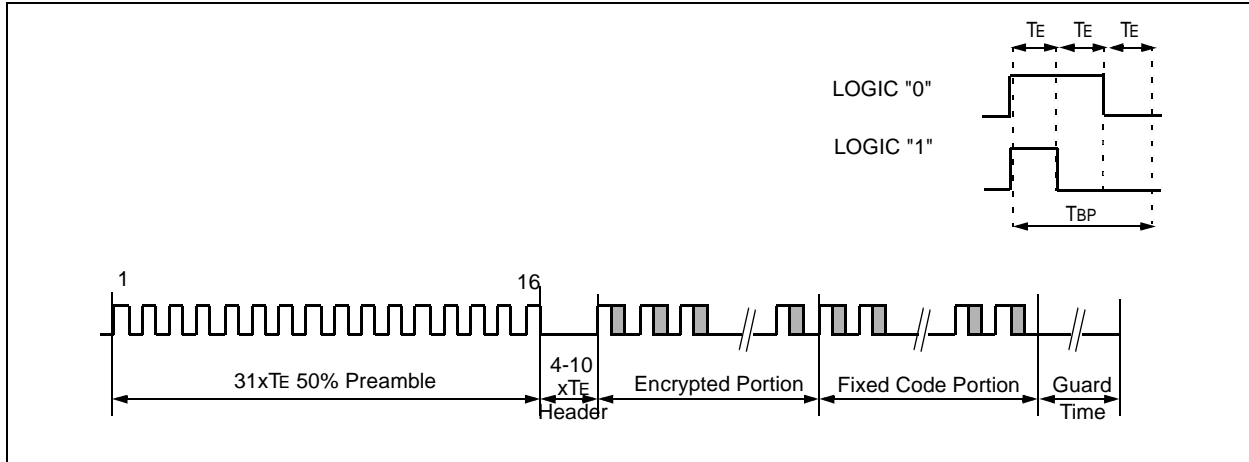 TE TE TE
LOGIC "0"
LOGIC "1"
TBP
1
16
31xTE 50% Preamble
4-10
xTE
Header
Encrypted Portion
Fixed Code Portion
Guard
Time